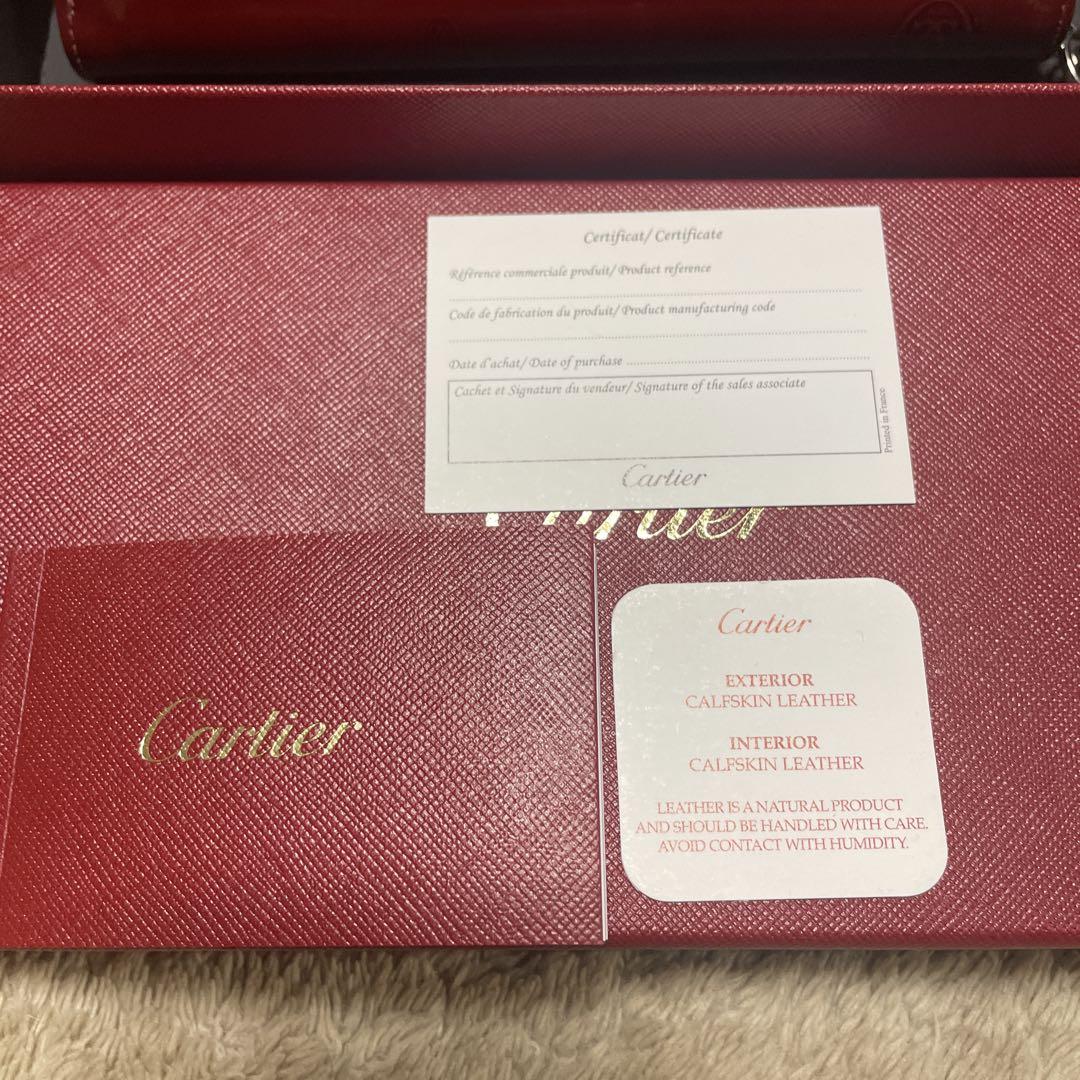 Certificat/ Certificate
Référence commerciale produit/ Product reference
Code de fabrication du produit/ Product manufacturing code
Date d'achat/ Date of purchase
Cachet et Signature du vendeur/ Signature of the sales associate
Printed in France
Cartier
Cartier
Cartier
Cartier
EXTERIOR
CALFSKIN LEATHER
INTERIOR
CALFSKIN LEATHER
LEATHER IS A NATURAL PRODUCT
AND SHOULD BE HANDLED WITH CARE.
AVOID CONTACT WITH HUMIDITY.